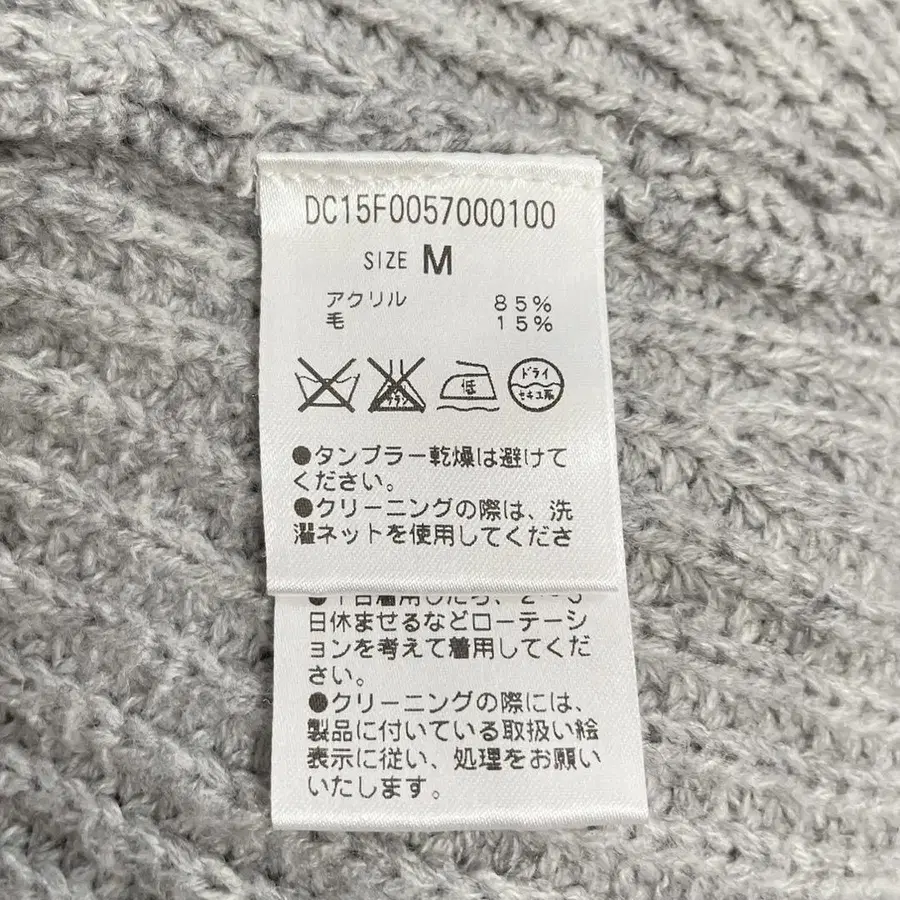 DC15F0057000100
SIZE M
アクリル 85%
毛 15%
低
ドライ
セキユ系
●タンブラー乾燥は避けて
ください。
●クリーニングの際は、洗
濯ネットを使用してくださ
日休ませるなどローテーシ
ョンを考えて着用してくだ
さい。
●クリーニングの際には、
製品に付いている取扱い絵
表示に従い、処理をお願い
いたします。